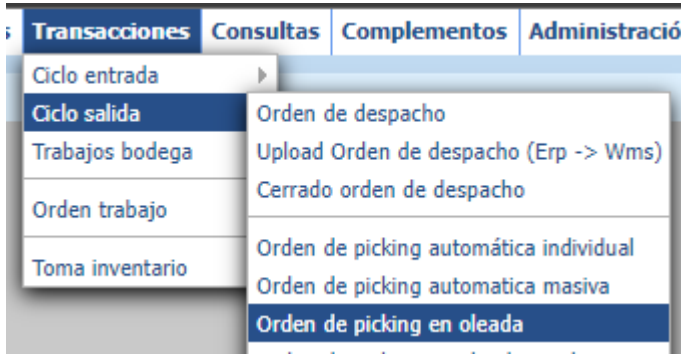 Transacciones Consultas Complementos Administració
Ciclo entrada
Ciclo salida
Trabajos bodega
Orden trabajo
Toma inventario
Orden de despacho
Upload Orden de despacho (Erp -> Wms)
Cerrado orden de despacho
Orden de picking automática individual
Orden de picking automatica masiva
Orden de picking en oleada